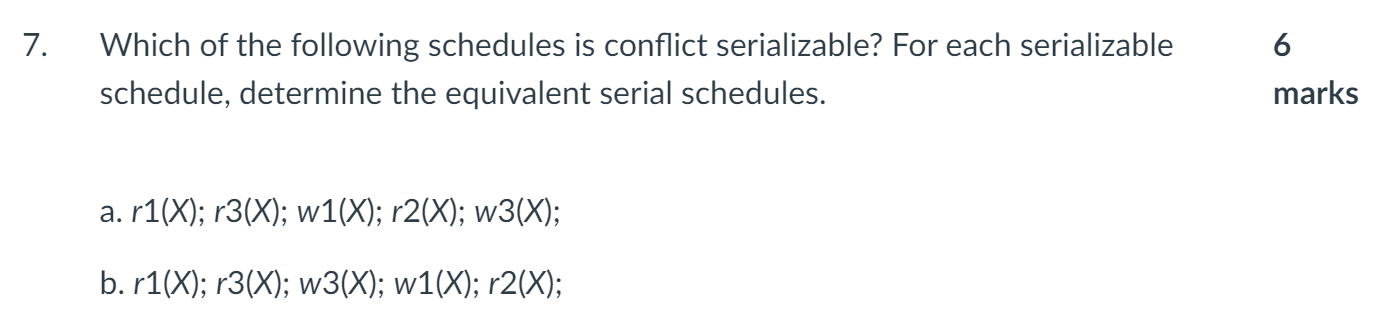 7. Which of the following schedules is conflict serializable? For each serializable 6
schedule, determine the equivalent serial schedules. marks
a. r1(X); r3(X); w1(X); r2(X); w3(X);
b. r1(X); r3(X); w3(X); w1(X); r2(X);